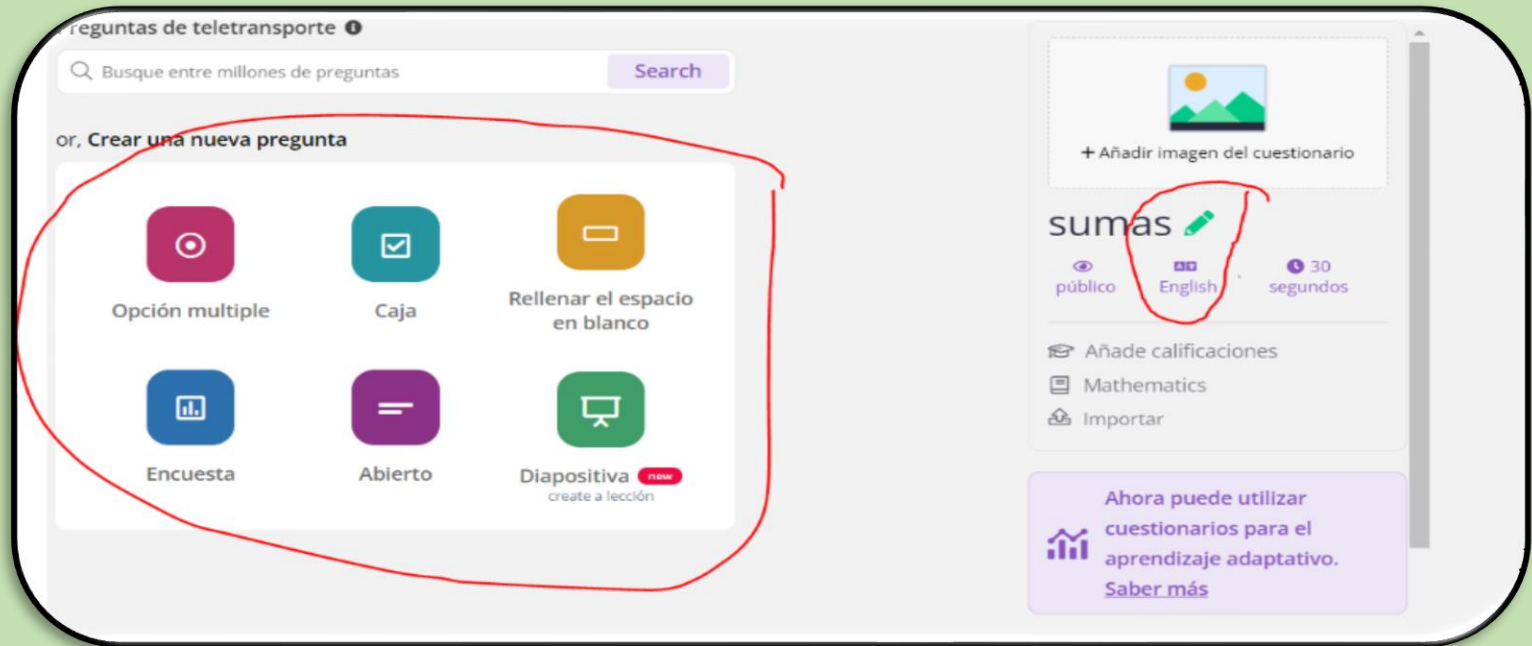 reguntas de teletransporte
Busque entre millones de preguntas
Search
or, Crear una nueva pregunta
Opción multiple
Caja
Rellenar el espacio
en blanco
Encuesta
Abierto
Diapositiva new
create a lección
+ Añadir imagen del cuestionario
sumas
público
English
30
segundos
Añade calificaciones
Mathematics
Importar
Ahora puede utilizar
cuestionarios para el
aprendizaje adaptativo.
Saber más